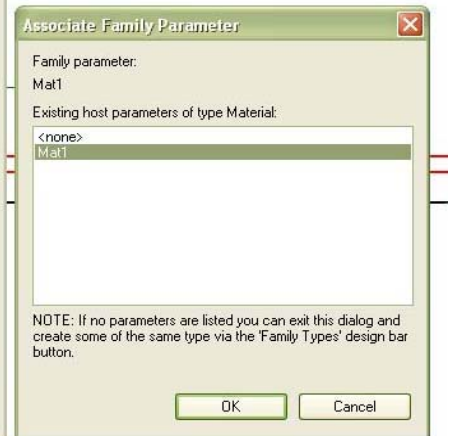 Associate Family Parameter
Family parameter:
Mat1
Existing host parameters of type Material:
<none>
Mat1
NOTE: If no parameters are listed you can exit this dialog and
create some of the same type via the 'Family Types' design bar
button.
OK Cancel